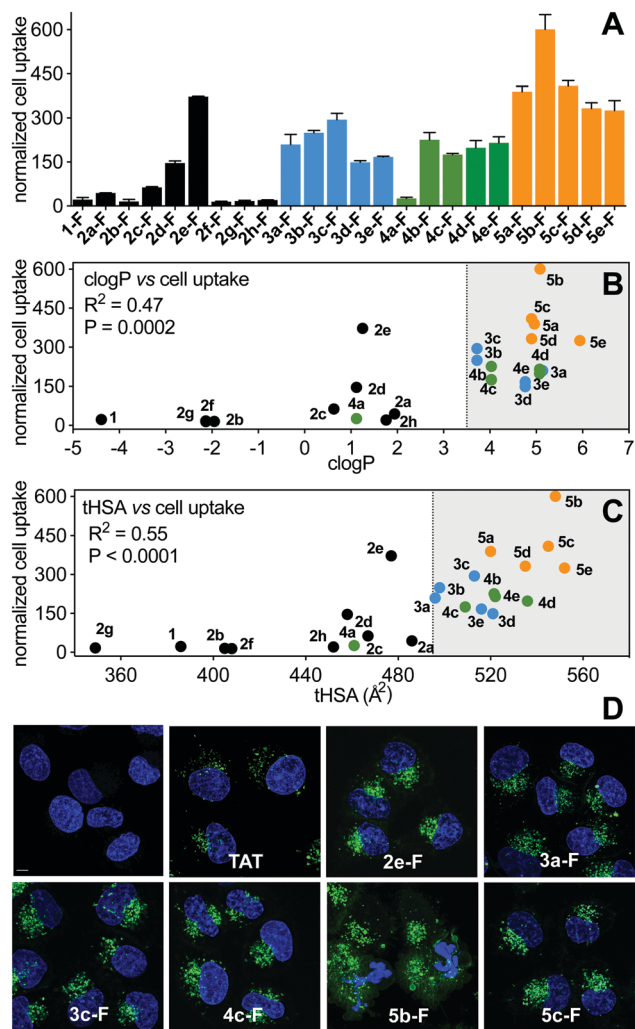 A
normalized cell uptake
600
450
300
150
0
1-F 2a-F 2b-F 2c-F 2d-F 2e-F 2f-F 2g-F 2h-F 3a-F 3b-F 3c-F 3d-F 3e-F 4a-F 4b-F 4c-F 4d-F 4e-F 5a-F 5b-F 5c-F 5d-F 5e-F
B
clogP vs cell uptake
R² = 0.47
P = 0.0002
normalized cell uptake
600
450
300
150
0
5b
5c
5a
2e
3c
5d
5e
3b
4d
4e
3a
2d
4b
4c
3e
3d
2a
4a
2c
2f
2g
1
2b
2h
-5 -4 -3 -2 -1 0 1 2 3 4 5 6 7
clogP
C
tHSA vs cell uptake
R² = 0.55
P < 0.0001
normalized cell uptake
600
450
300
150
0
5b
5a
5c
2e
5d
5e
3c
3b
4b
3a
4e
4d
2d
4c
3e
3d
2g
1
2b
2f
2h
4a
2c
2a
360 400 440 480 520 560
tHSA (Å²)
D
TAT
2e-F
3a-F
3c-F
4c-F
5b-F
5c-F